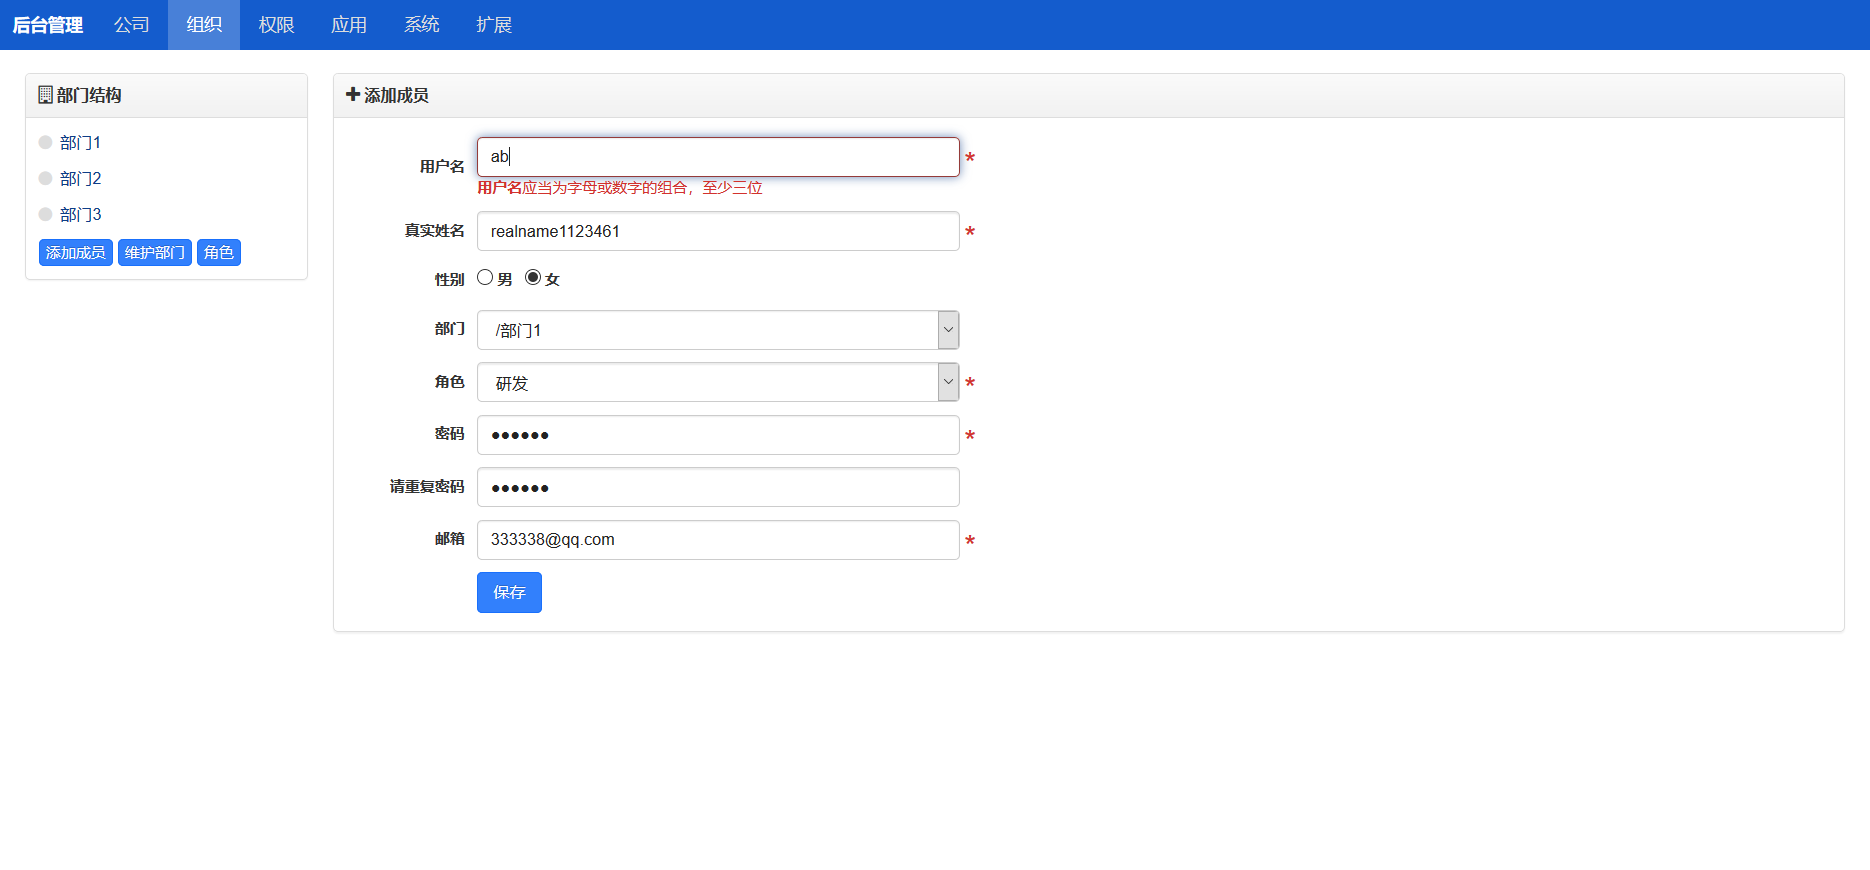 后台管理 公司 组织 权限 应用 系统 扩展
部门结构
部门1
部门2
部门3
添加成员 维护部门 角色
添加成员
用户名 ab *
用户名应当为字母或数字的组合，至少三位
真实姓名 realname1123461 *
性别 男 女
部门 /部门1
角色 研发 *
密码 ●●●●●● *
请重复密码 ●●●●●●
邮箱 333338@qq.com *
保存